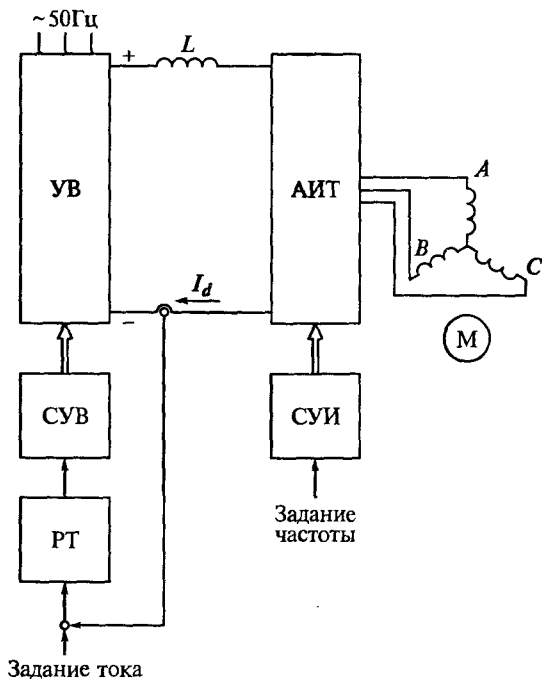 ~50Гц
+
L
УВ
АИТ
A
B
C
I_d
−
М
СУВ
СУИ
РТ
Задание
частоты
Задание тока